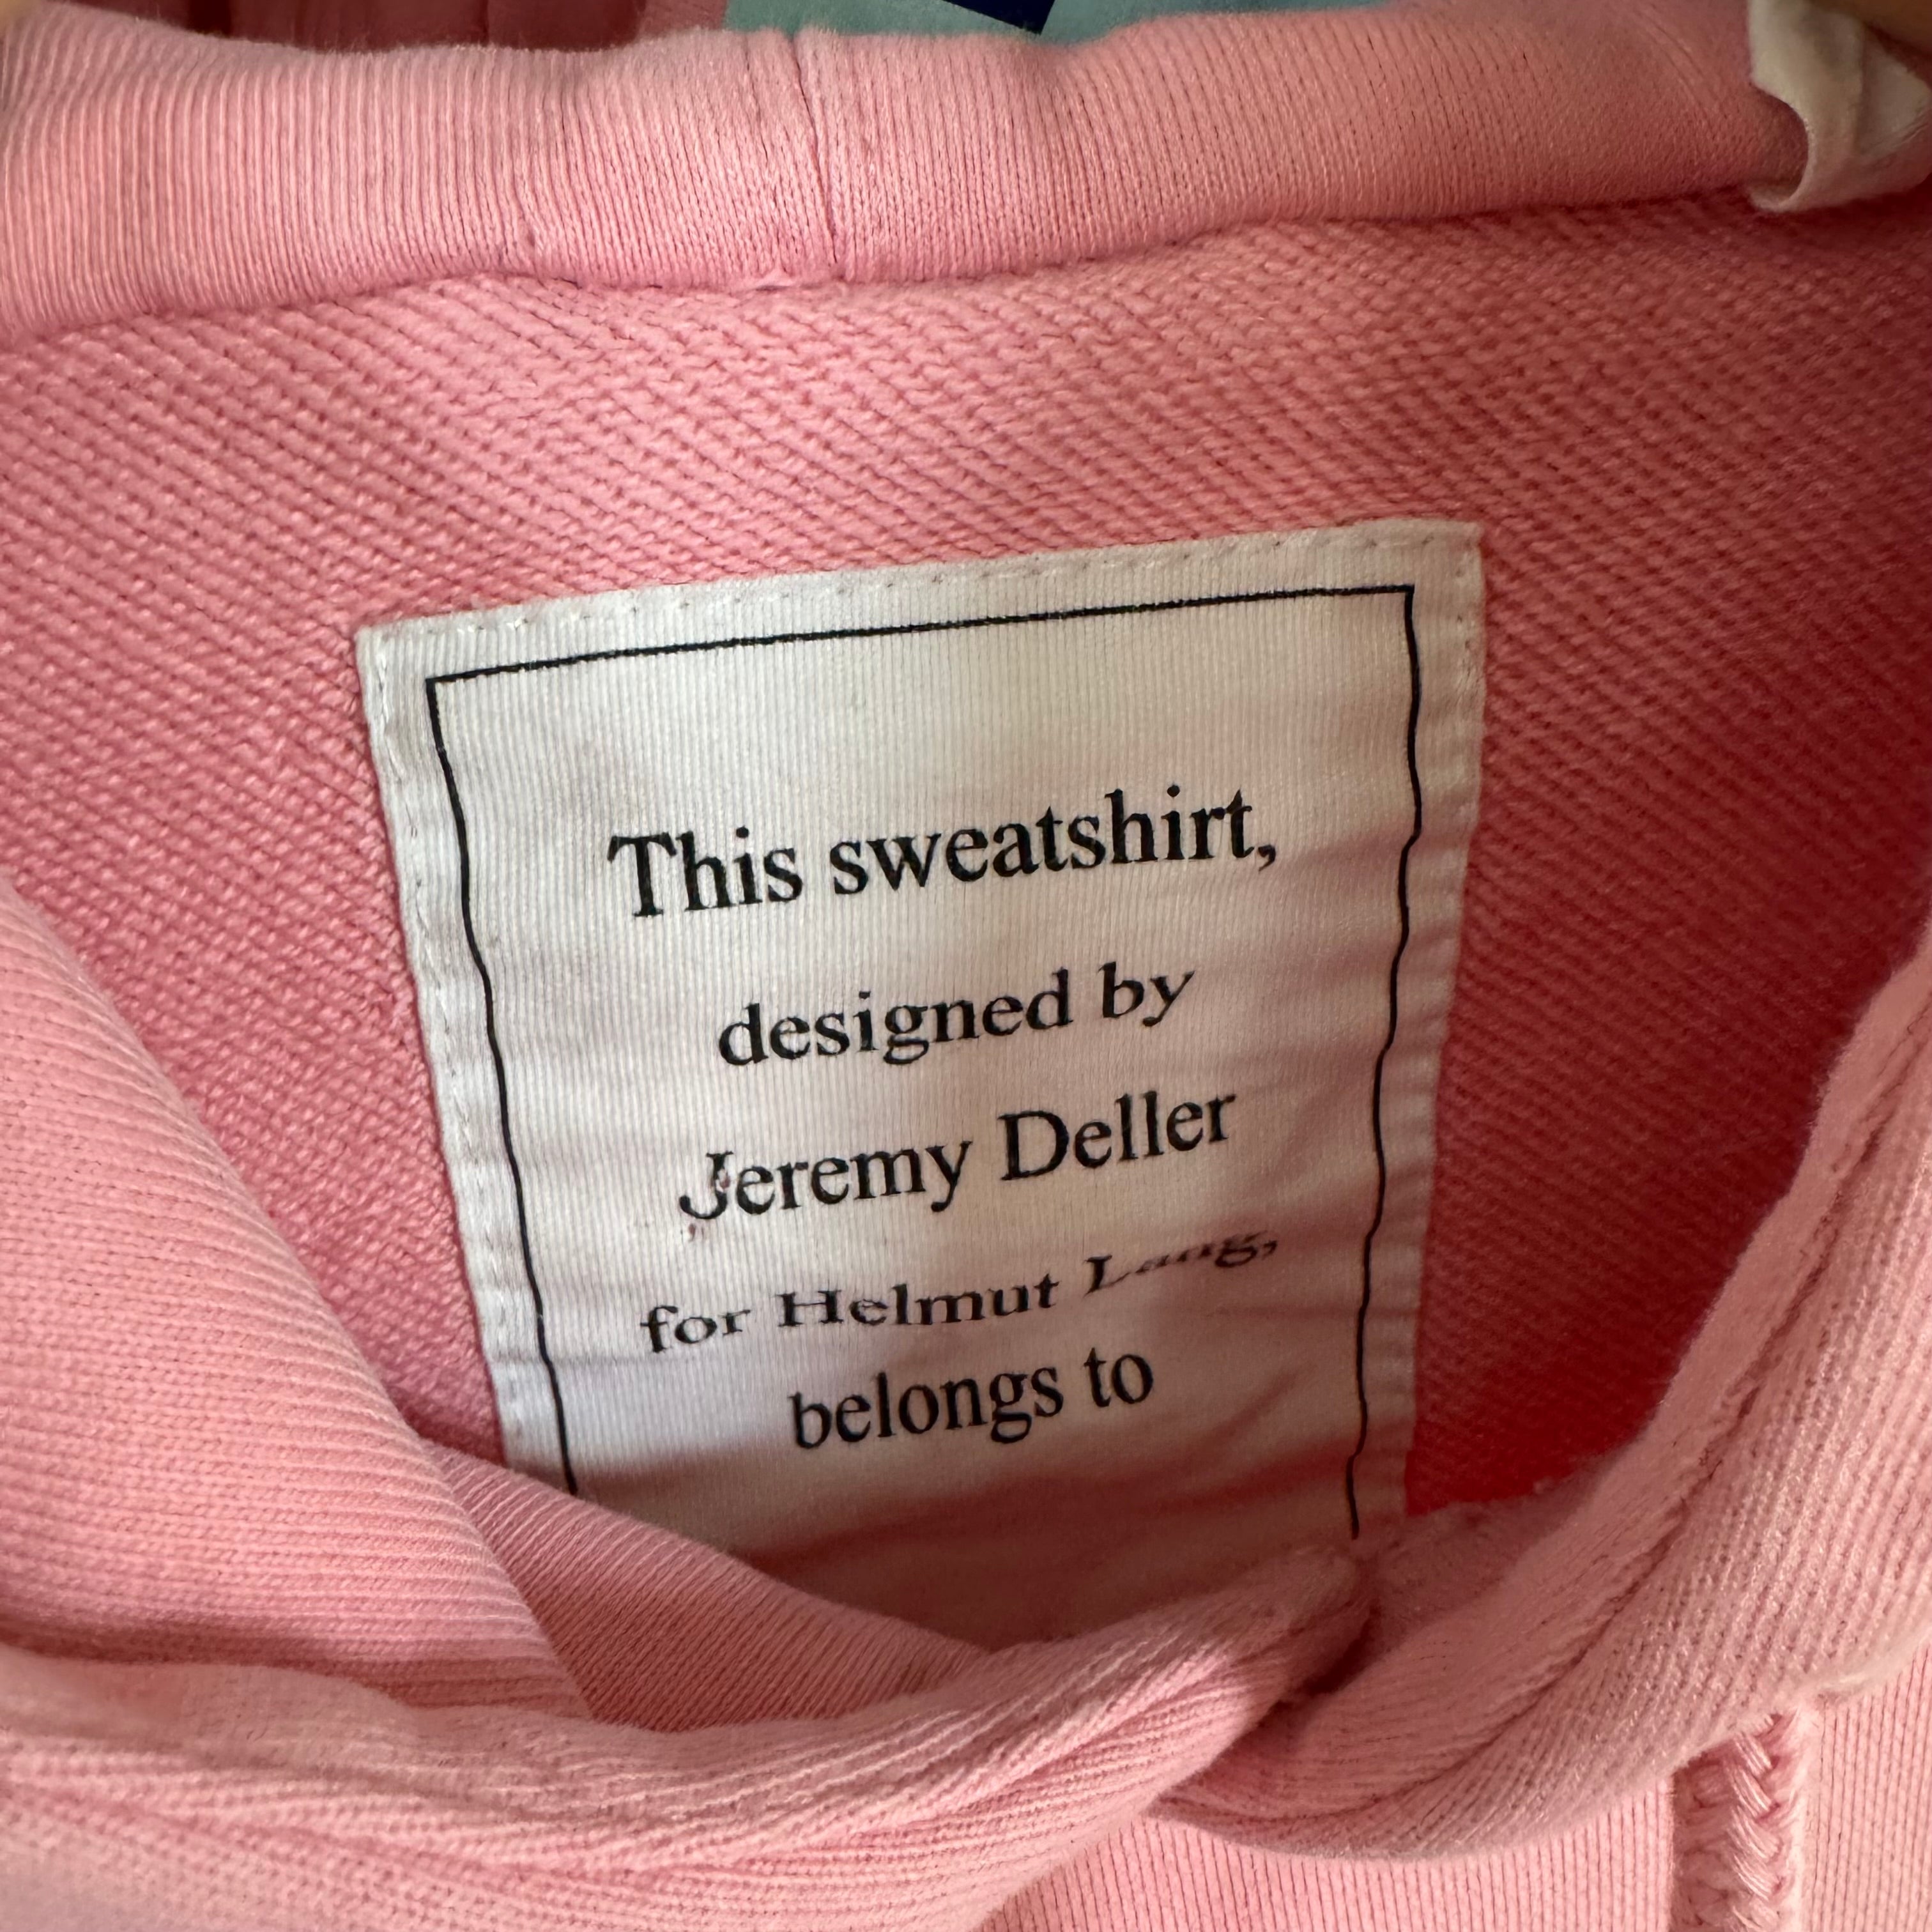 This sweatshirt,
designed by
Jeremy Deller
for Helmut Lang,
belongs to